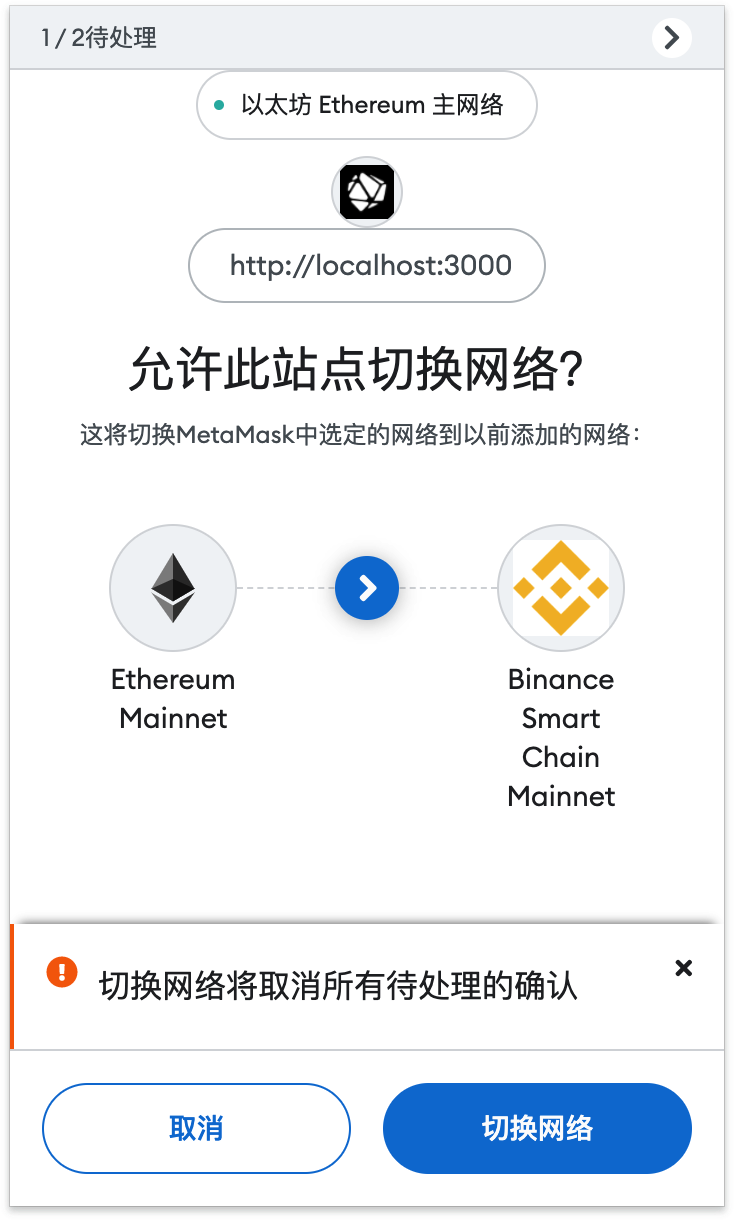 1 / 2待处理
以太坊 Ethereum 主网络
http://localhost:3000
允许此站点切换网络?
这将切换MetaMask中选定的网络到以前添加的网络：
Ethereum
Mainnet
Binance
Smart
Chain
Mainnet
切换网络将取消所有待处理的确认
取消
切换网络